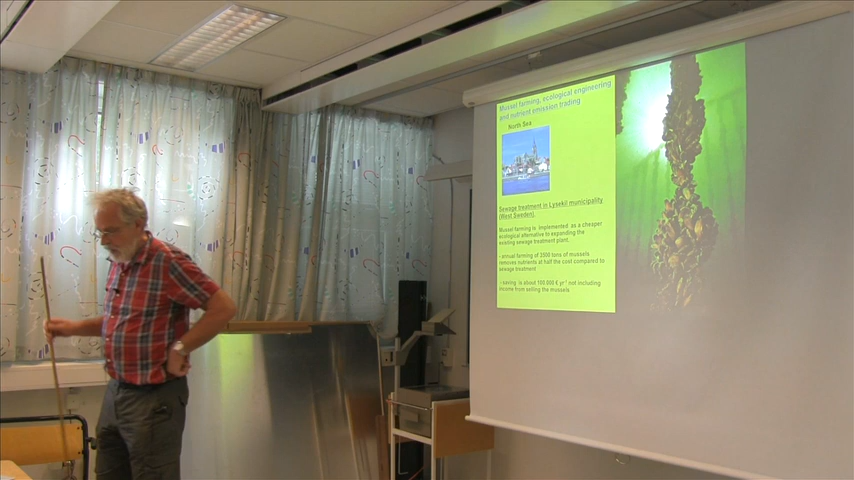 Mussel farming, ecological engineering
and nutrient emission trading
North Sea
Sewage treatment in Lysekil municipality
(West Sweden).
Mussel farming is implemented as a cheaper
ecological alternative to expanding the
existing sewage treatment plant.
- annual farming of 3500 tons of mussels
removes nutrients at half the cost compared to
sewage treatment
- saving is about 100 000 € yr⁻¹ not including
income from selling the mussels